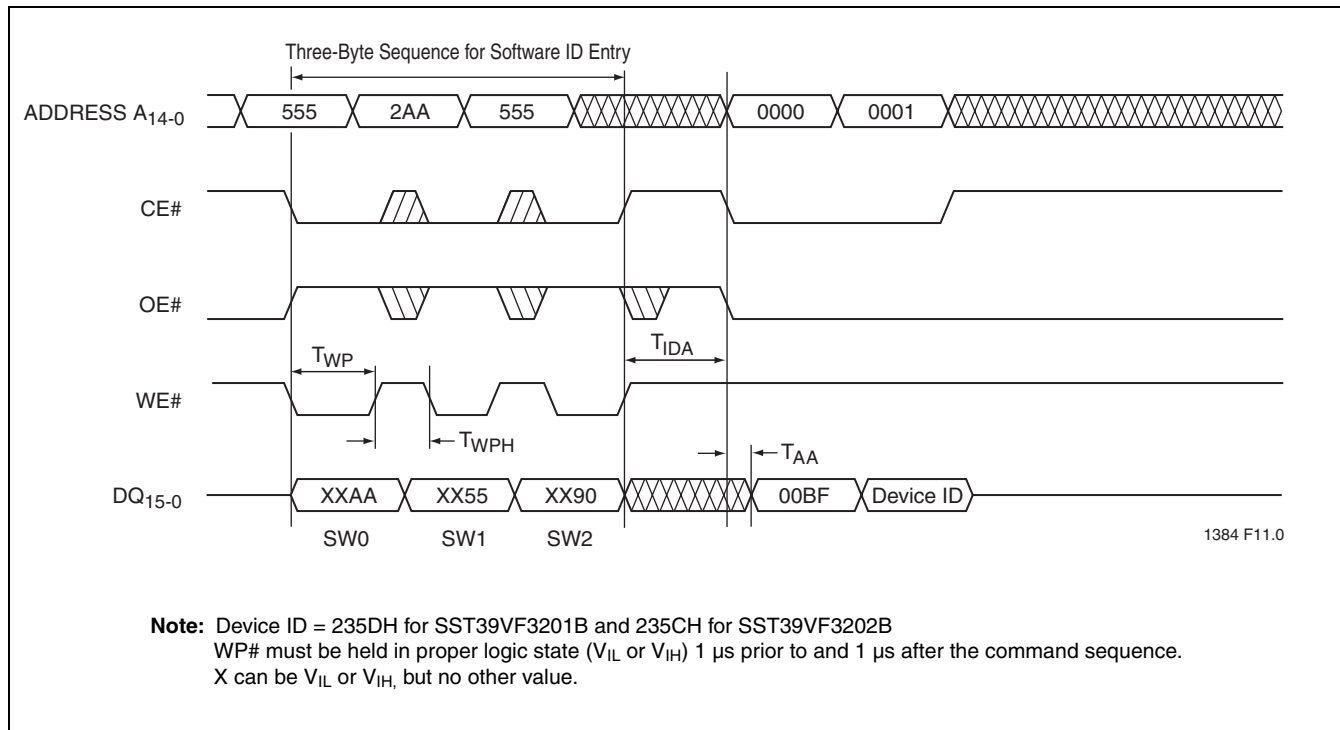 Three-Byte Sequence for Software ID Entry
ADDRESS A14-0
555
2AA
555
0000
0001
CE#
OE#
TWP
TIDA
WE#
TWPH
TAA
DQ15-0
XXAA
XX55
XX90
00BF
Device ID
SW0
SW1
SW2
1384 F11.0
Note: Device ID = 235DH for SST39VF3201B and 235CH for SST39VF3202B
WP# must be held in proper logic state (VIL or VIH) 1 µs prior to and 1 µs after the command sequence.
X can be VIL or VIH, but no other value.